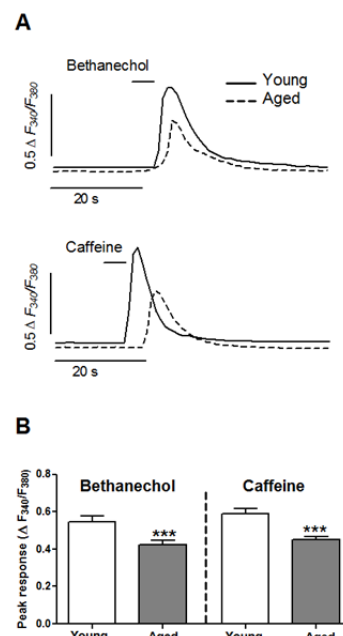 A
Bethanechol
Young
Aged
0.5 Δ F340/F380
20 s
Caffeine
0.5 Δ F340/F380
20 s
B
Peak response (Δ F340/F380)
0.8
0.6
0.4
0.2
0.0
Bethanechol
Caffeine
***
***
Young
Aged
Young
Aged